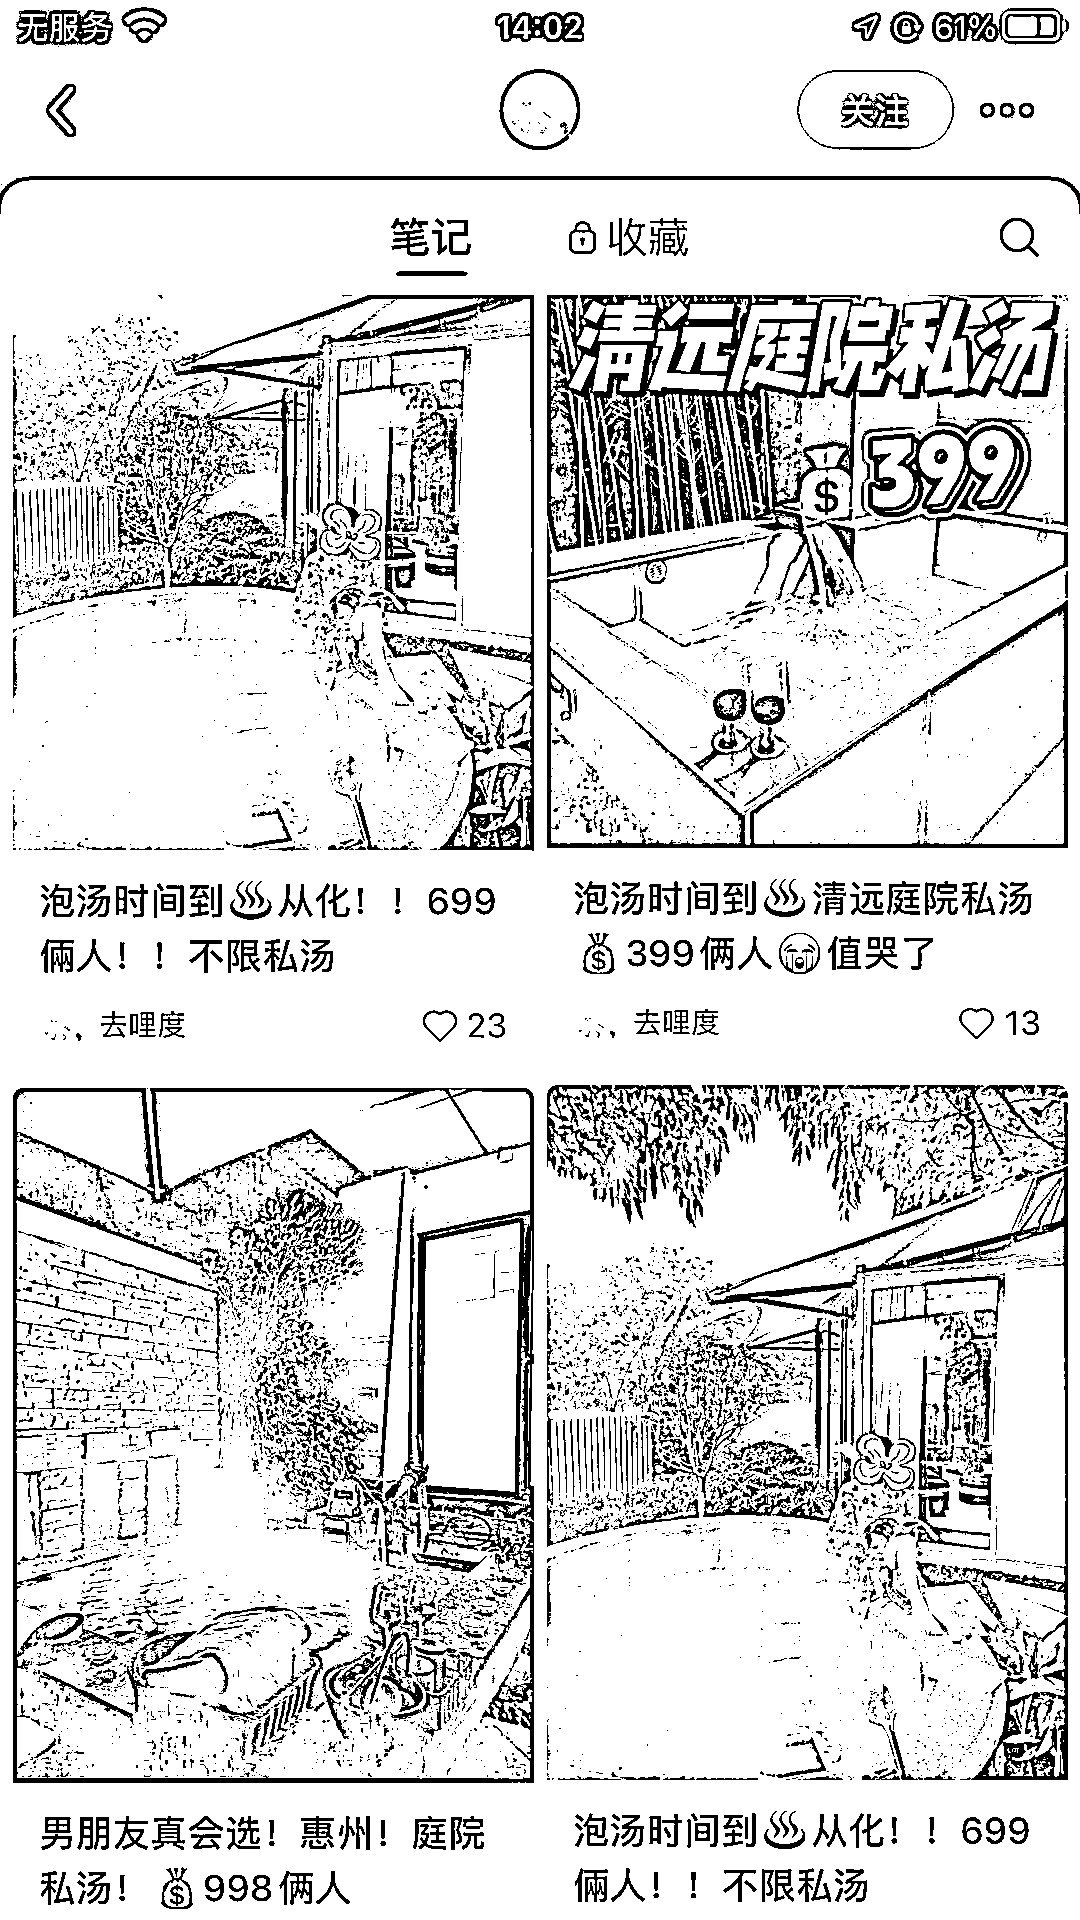 无服务
14:02
61%
关注
笔记
收藏
清远庭院私汤
399
泡汤时间到♨从化！！699
俩人！！不限私汤
去哩度
23
泡汤时间到♨清远庭院私汤
💰399俩人😭值哭了
去哩度
13
男朋友真会选！惠州！庭院
私汤！💰998俩人
泡汤时间到♨从化！！699
俩人！！不限私汤